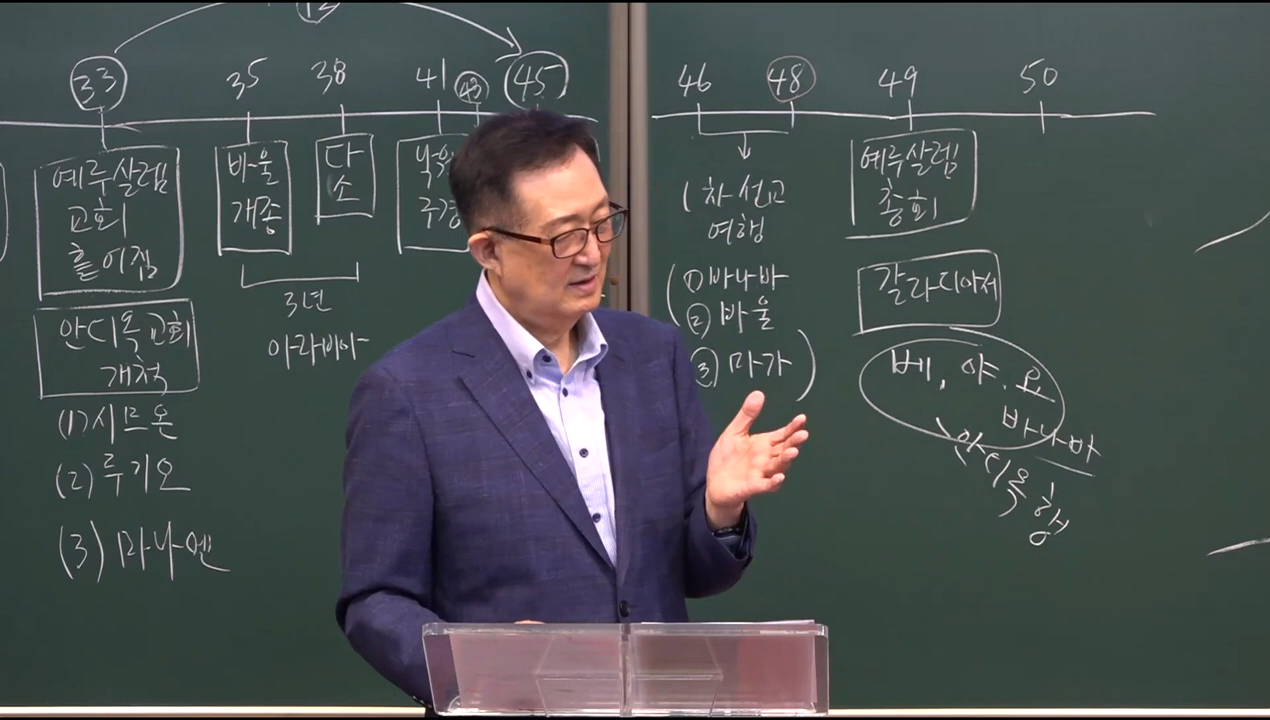 12
33
35
38
41
43
45
46
48
49
50
예루살렘
교회
흩어짐
안디옥교회
개척
(1) 시므온
(2) 루기오
(3) 마나엔
바울
개종
다
소
3년
아라비아
1차 선교
여행
① 바나바
② 바울
③ 마가
예루살렘
총회
갈라디아서
베, 야, 요
바나바
안디옥 행